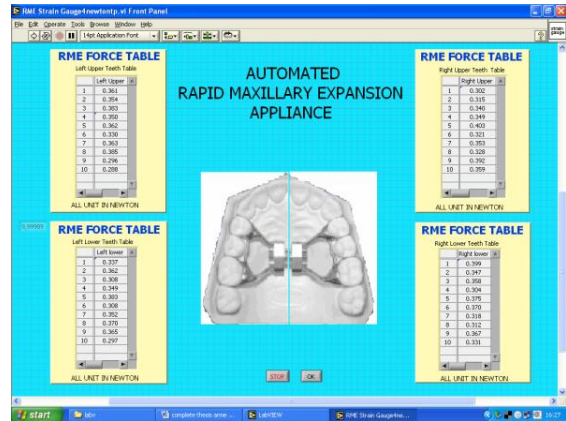 RME Strain Gauge4newtontp.vi Front Panel
File Edit Operate Tools Browse Window Help
14pt Application Font
strain gauge
RME FORCE TABLE
Left Upper Teeth Table
Left Upper
1 0.361
2 0.354
3 0.383
4 0.350
5 0.362
6 0.330
7 0.363
8 0.385
9 0.296
10 0.288
ALL UNIT IN NEWTON
AUTOMATED
RAPID MAXILLARY EXPANSION
APPLIANCE
RME FORCE TABLE
Right Upper Teeth Table
Right Upper
1 0.302
2 0.315
3 0.340
4 0.349
5 0.403
6 0.321
7 0.353
8 0.328
9 0.392
10 0.359
ALL UNIT IN NEWTON
RME FORCE TABLE
Left Lower Teeth Table
Left lower
1 0.337
2 0.362
3 0.308
4 0.349
5 0.383
6 0.308
7 0.352
8 0.370
9 0.365
10 0.297
ALL UNIT IN NEWTON
RME FORCE TABLE
Right Lower Teeth Table
Right lower
1 0.399
2 0.347
3 0.358
4 0.304
5 0.375
6 0.370
7 0.318
8 0.312
9 0.367
10 0.331
ALL UNIT IN NEWTON
STOP OK
start labv complete thesis anne ... LabVIEW RME Strain Gauge4ne... 16:27